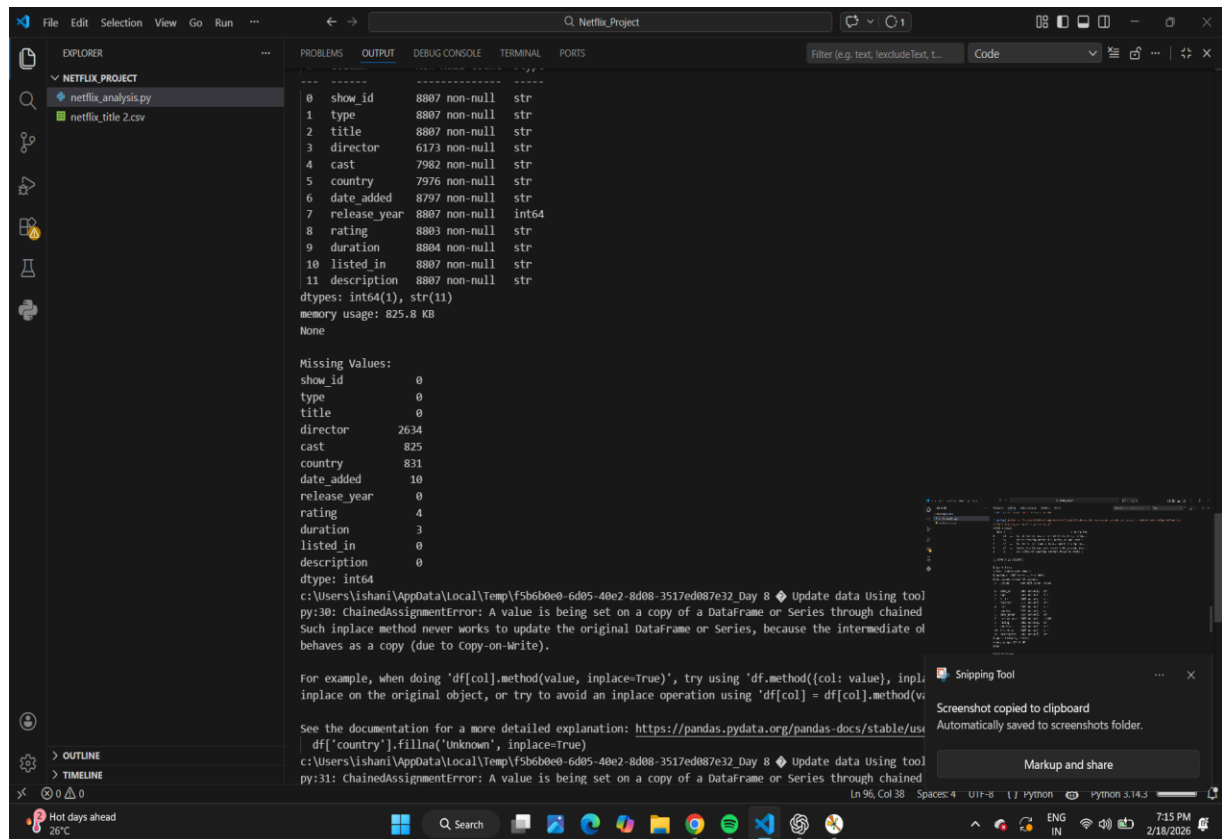 File Edit Selection View Go Run ...
Netflix_Project
1
EXPLORER
NETFLIX_PROJECT
netflix_analysis.py
netflix_title 2.csv
OUTLINE
TIMELINE
PROBLEMS OUTPUT DEBUG CONSOLE TERMINAL PORTS
Filter (e.g. text, !excludeText, t...
Code
--- ------ -------------- -----
0 show_id 8807 non-null str
1 type 8807 non-null str
2 title 8807 non-null str
3 director 6173 non-null str
4 cast 7982 non-null str
5 country 7976 non-null str
6 date_added 8797 non-null str
7 release_year 8807 non-null int64
8 rating 8803 non-null str
9 duration 8804 non-null str
10 listed_in 8807 non-null str
11 description 8807 non-null str
dtypes: int64(1), str(11)
memory usage: 825.8 KB
None
Missing Values:
show_id 0
type 0
title 0
director 2634
cast 825
country 831
date_added 10
release_year 0
rating 4
duration 3
listed_in 0
description 0
dtype: int64
c:\Users\ishani\AppData\Local\Temp\f5b6b0e0-6d05-40e2-8d08-3517ed087e32_Day 8 � Update data Using tool
py:30: ChainedAssignmentError: A value is being set on a copy of a DataFrame or Series through chained
Such inplace method never works to update the original DataFrame or Series, because the intermediate
behaves as a copy (due to Copy-on-Write).
For example, when doing 'df[col].method(value, inplace=True)', try using 'df.method({col: value},
inplace on the original object, or try to avoid an inplace operation using 'df[col] =
See the documentation for a more detailed explanation: https://pandas.pydata.org/pandas-docs/stable/
df['country'].fillna('Unknown', inplace=True)
c:\Users\ishani\AppData\Local\Temp\f5b6b0e0-6d05-40e2-8d08-3517ed087e32_Day 8 � Update data Using tool
py:31: ChainedAssignmentError: A value is being set on a copy of a DataFrame or Series through chained
Snipping Tool
Screenshot copied to clipboard
Automatically saved to screenshots folder.
Markup and share
0 0
Ln 96, Col 38 Spaces: 4 UTF-8 {} Python Python 3.14.3
2
Hot days ahead
26°C
Search
ENG
IN
7:15 PM
2/18/2026